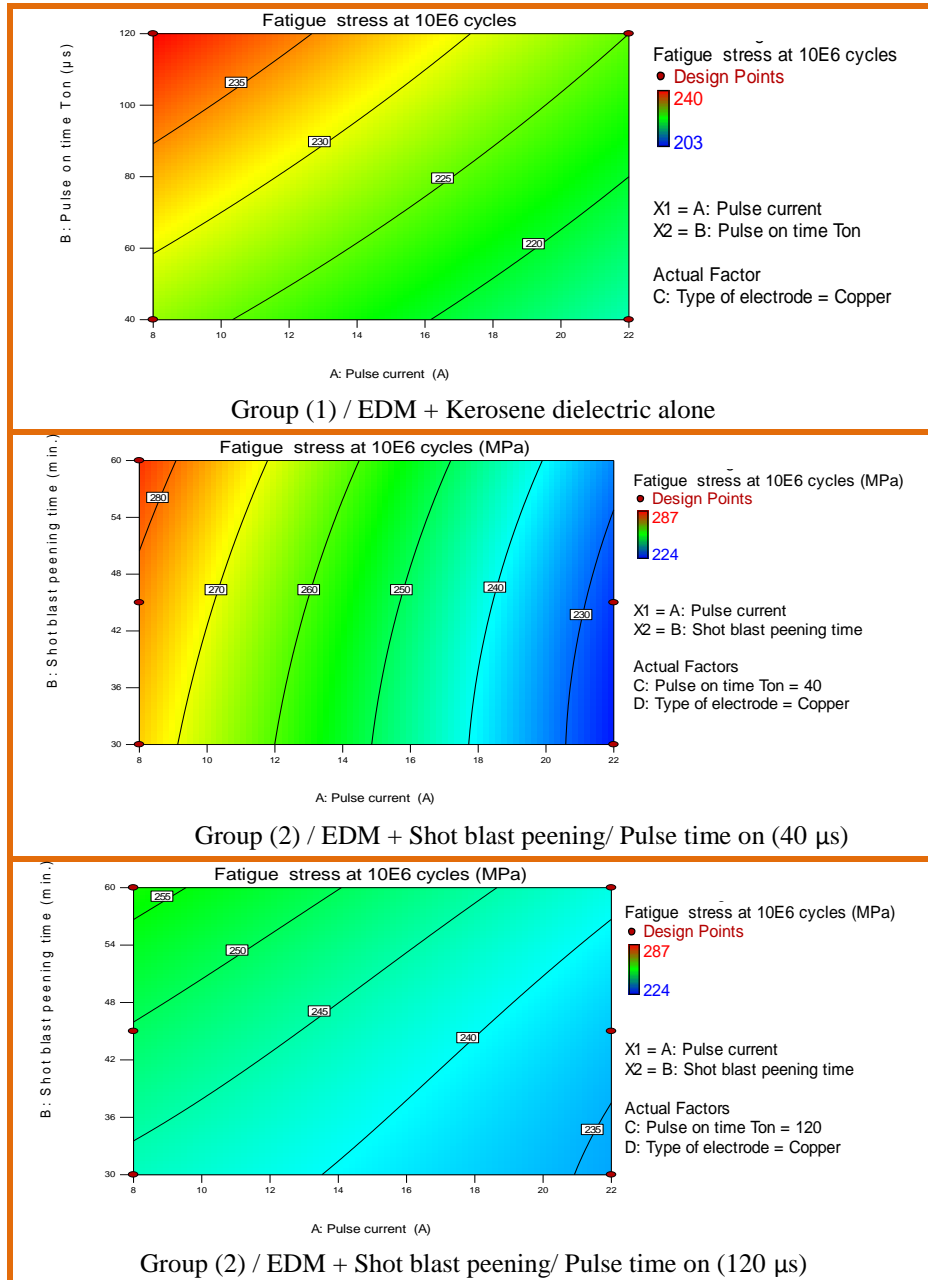 Fatigue stress at 10E6 cycles
B: Pulse on time Ton (µs)
120
100
80
60
40
235
230
225
220
8 10 12 14 16 18 20 22
A: Pulse current (A)
Fatigue stress at 10E6 cycles
Design Points
240
203
X1 = A: Pulse current
X2 = B: Pulse on time Ton
Actual Factor
C: Type of electrode = Copper
Group (1) / EDM + Kerosene dielectric alone
Fatigue stress at 10E6 cycles (MPa)
B: Shot blast peening time (min.)
60
54
48
42
36
30
280
270
260
250
240
230
8 10 12 14 16 18 20 22
A: Pulse current (A)
Fatigue stress at 10E6 cycles (MPa)
Design Points
287
224
X1 = A: Pulse current
X2 = B: Shot blast peening time
Actual Factors
C: Pulse on time Ton = 40
D: Type of electrode = Copper
Group (2) / EDM + Shot blast peening/ Pulse time on (40 µs)
Fatigue stress at 10E6 cycles (MPa)
B: Shot blast peening time (min.)
60
54
48
42
36
30
255
250
245
240
235
8 10 12 14 16 18 20 22
A: Pulse current (A)
Fatigue stress at 10E6 cycles (MPa)
Design Points
287
224
X1 = A: Pulse current
X2 = B: Shot blast peening time
Actual Factors
C: Pulse on time Ton = 120
D: Type of electrode = Copper
Group (2) / EDM + Shot blast peening/ Pulse time on (120 µs)